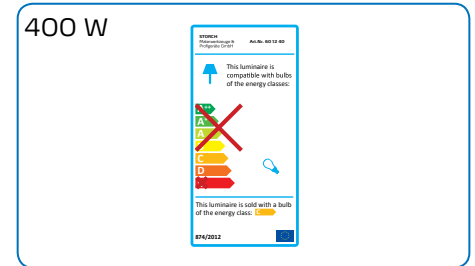 400 W
STORCH
Malerwerkzeuge &
Profigeräte GmbH
Art.Nr. 60 12 40
This luminaire is
compatible with bulbs
of the energy classes:
A++
A+
A
C
D
This luminaire is sold with a bulb
of the energy class: C
874/2012